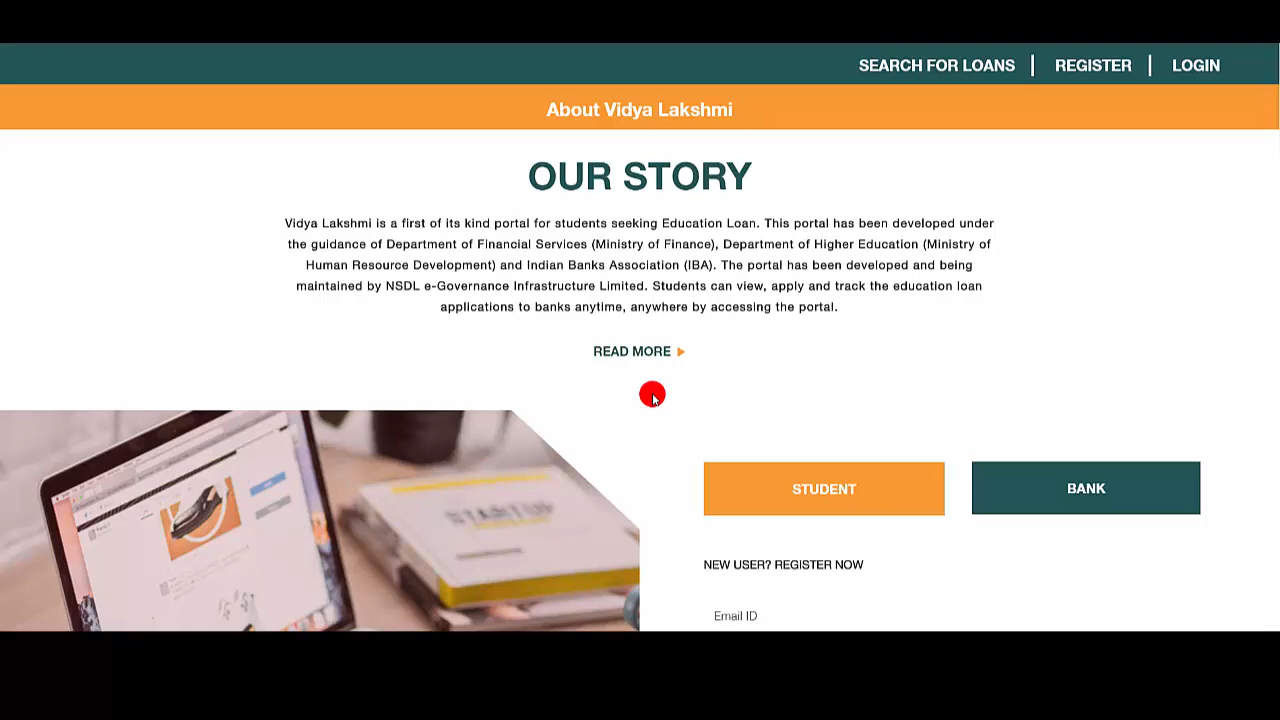 SEARCH FOR LOANS | REGISTER | LOGIN
About Vidya Lakshmi
OUR STORY
Vidya Lakshmi is a first of its kind portal for students seeking Education Loan. This portal has been developed under
the guidance of Department of Financial Services (Ministry of Finance), Department of Higher Education (Ministry of
Human Resource Development) and Indian Banks Association (IBA). The portal has been developed and being
maintained by NSDL e-Governance Infrastructure Limited. Students can view, apply and track the education loan
applications to banks anytime, anywhere by accessing the portal.
READ MORE
STARTUP
STUDENT
BANK
NEW USER? REGISTER NOW
Email ID